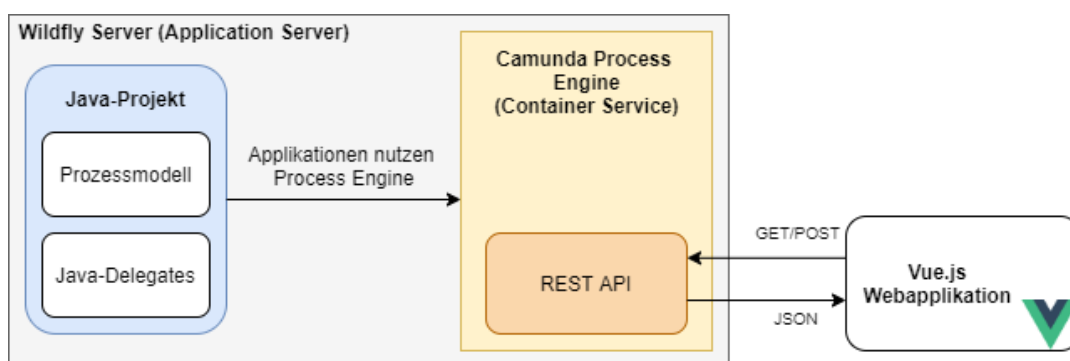 Wildfly Server (Application Server)
Java-Projekt
Prozessmodell
Java-Delegates
Applikationen nutzen
Process Engine
Camunda Process
Engine
(Container Service)
REST API
GET/POST
JSON
Vue.js
Webapplikation